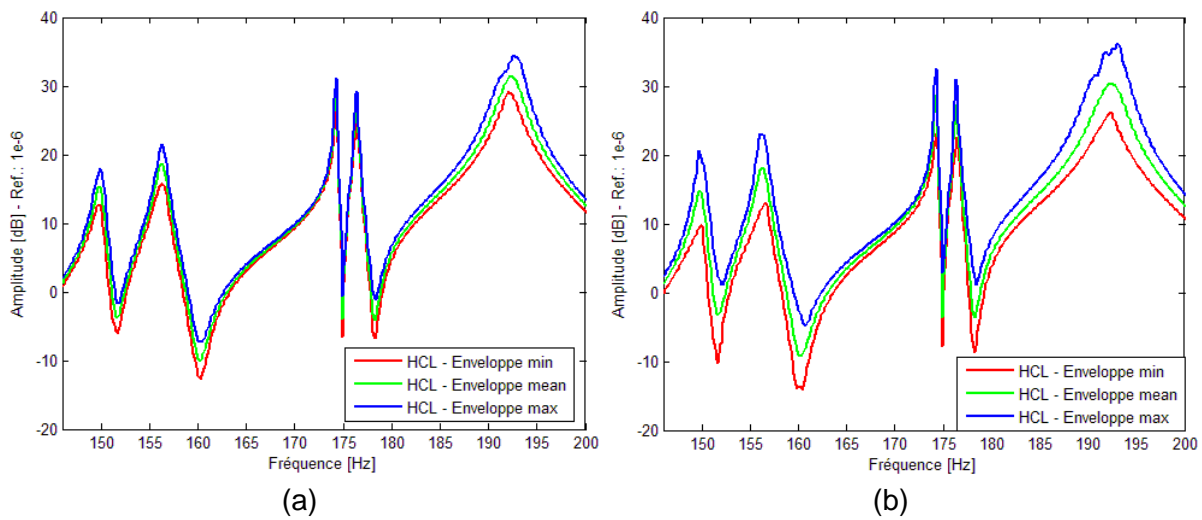 40
30
20
10
0
-10
-20
Amplitude [dB] - Ref.: 1e-6
150 155 160 165 170 175 180 185 190 195 200
Fréquence [Hz]
HCL - Enveloppe min
HCL - Enveloppe mean
HCL - Enveloppe max
(a)
40
30
20
10
0
-10
-20
Amplitude [dB] - Ref.: 1e-6
150 155 160 165 170 175 180 185 190 195 200
Fréquence [Hz]
HCL - Enveloppe min
HCL - Enveloppe mean
HCL - Enveloppe max
(b)